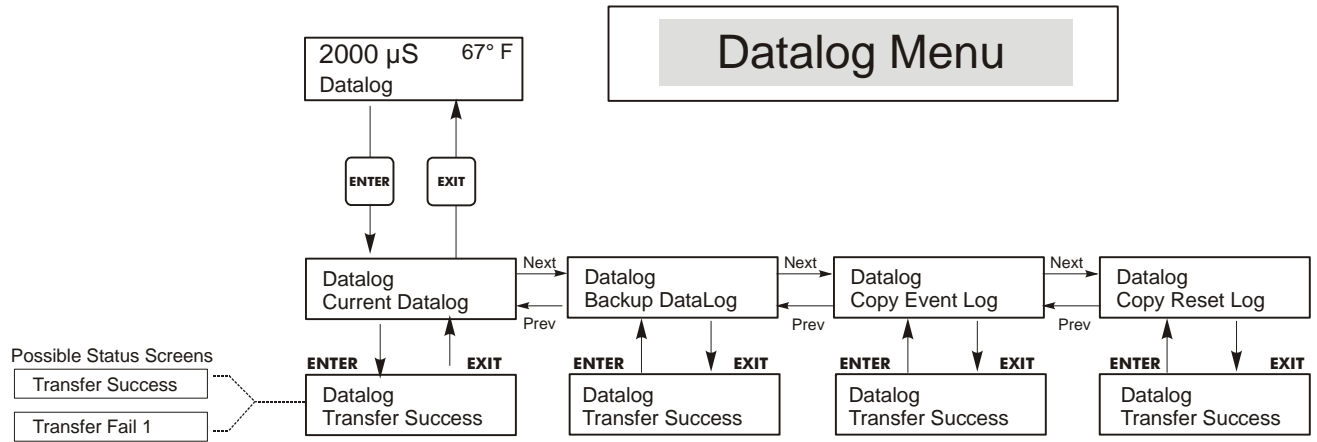 Datalog Menu
2000 µS 67° F
Datalog
ENTER EXIT
Datalog
Current Datalog
Next
Prev
Datalog
Backup DataLog
Next
Prev
Datalog
Copy Event Log
Next
Prev
Datalog
Copy Reset Log
Possible Status Screens
Transfer Success
Transfer Fail 1
ENTER EXIT
Datalog
Transfer Success
ENTER EXIT
Datalog
Transfer Success
ENTER EXIT
Datalog
Transfer Success
ENTER EXIT
Datalog
Transfer Success